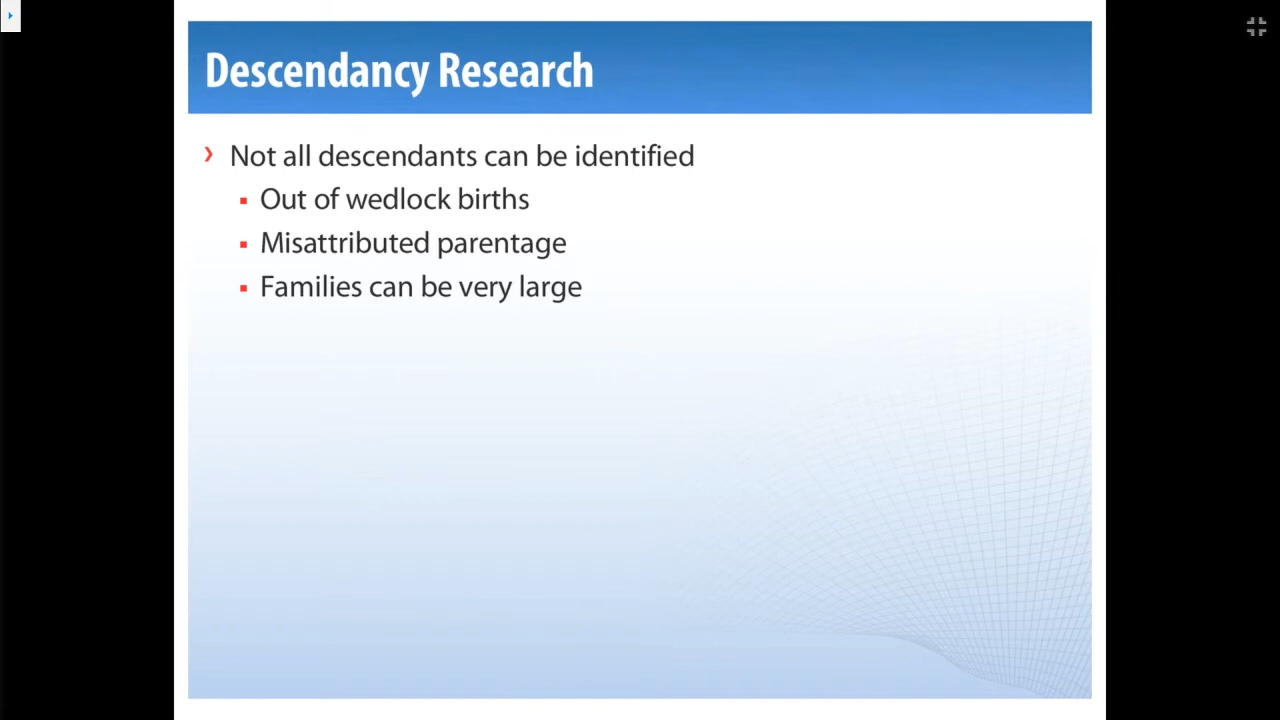 Descendancy Research
› Not all descendants can be identified
▪ Out of wedlock births
▪ Misattributed parentage
▪ Families can be very large